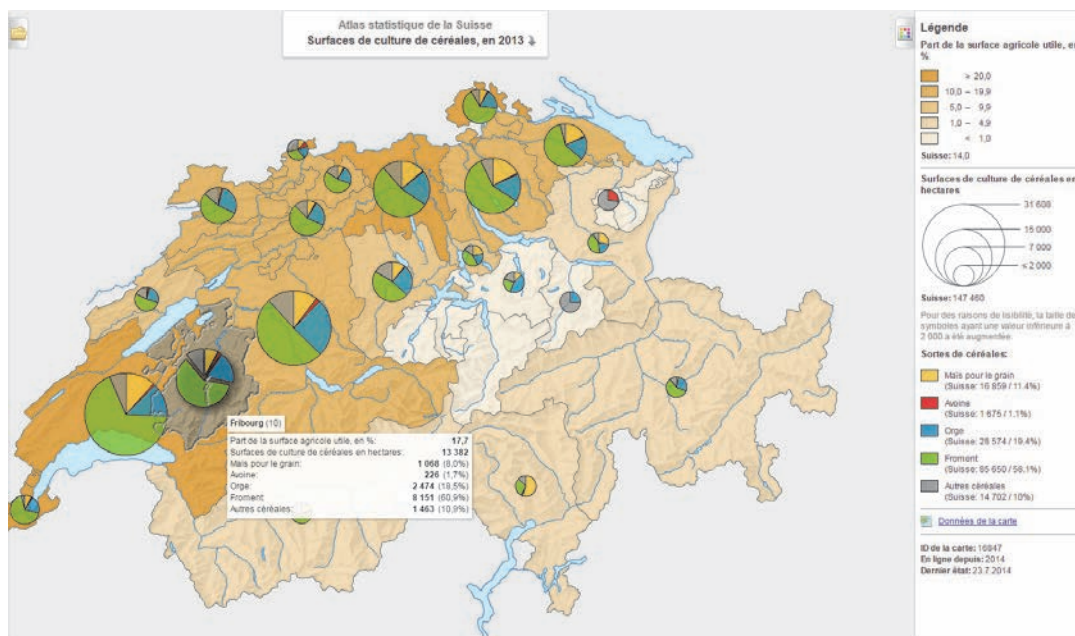 Atlas statistique de la Suisse
Surfaces de culture de céréales, en 2013
Légende
Part de la surface agricole utile, en
%
> 20,0
10,0 – 19,9
5,0 – 9,9
1,0 – 4,9
< 1,0
Suisse: 14,0
Surfaces de culture de céréales en
hectares
31 608
15 000
7 000
≤ 2 000
Suisse: 147 460
Pour des raisons de lisibilité, la taille de
symboles ayant une valeur inférieure à
2 000 a été augmentée.
Sortes de céréales:
Maïs pour le grain
(Suisse: 16 859 / 11.4%)
Avoine
(Suisse: 1 675 / 1.1%)
Orge
(Suisse: 28 574 / 19.4%)
Froment
(Suisse: 85 650 / 58.1%)
Autres céréales
(Suisse: 14 702 / 10%)
Données de la carte
ID de la carte: 16847
En ligne depuis: 2014
Dernier état: 23.7.2014
Fribourg (10)
Part de la surface agricole utile, en %: 17,7
Surfaces de culture de céréales en hectares: 13 382
Maïs pour le grain: 1 068 (8,0%)
Avoine: 226 (1,7%)
Orge: 2 474 (18,5%)
Froment 8 151 (60,9%)
Autres céréales: 1 463 (10,9%)